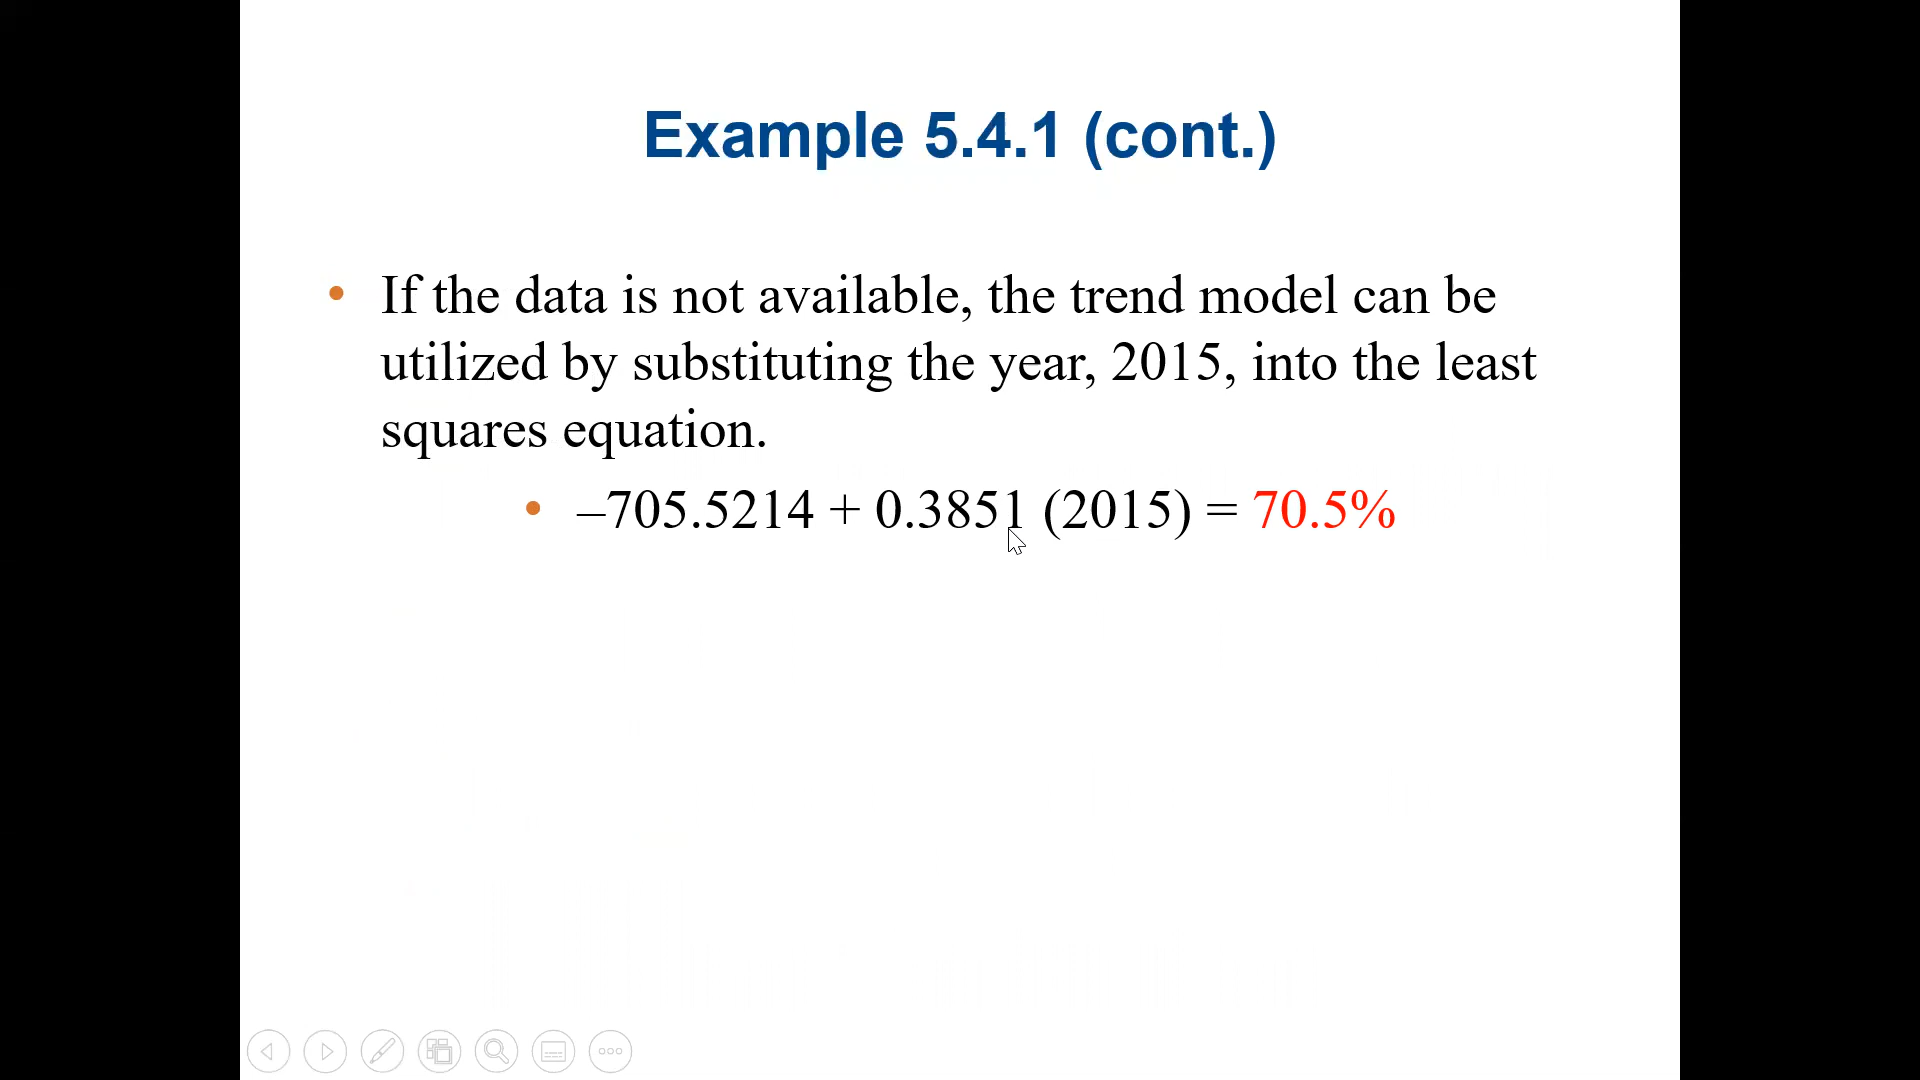 Example 5.4.1 (cont.)
• If the data is not available, the trend model can be
utilized by substituting the year, 2015, into the least
squares equation.
• –705.5214 + 0.3851 (2015) = 70.5%